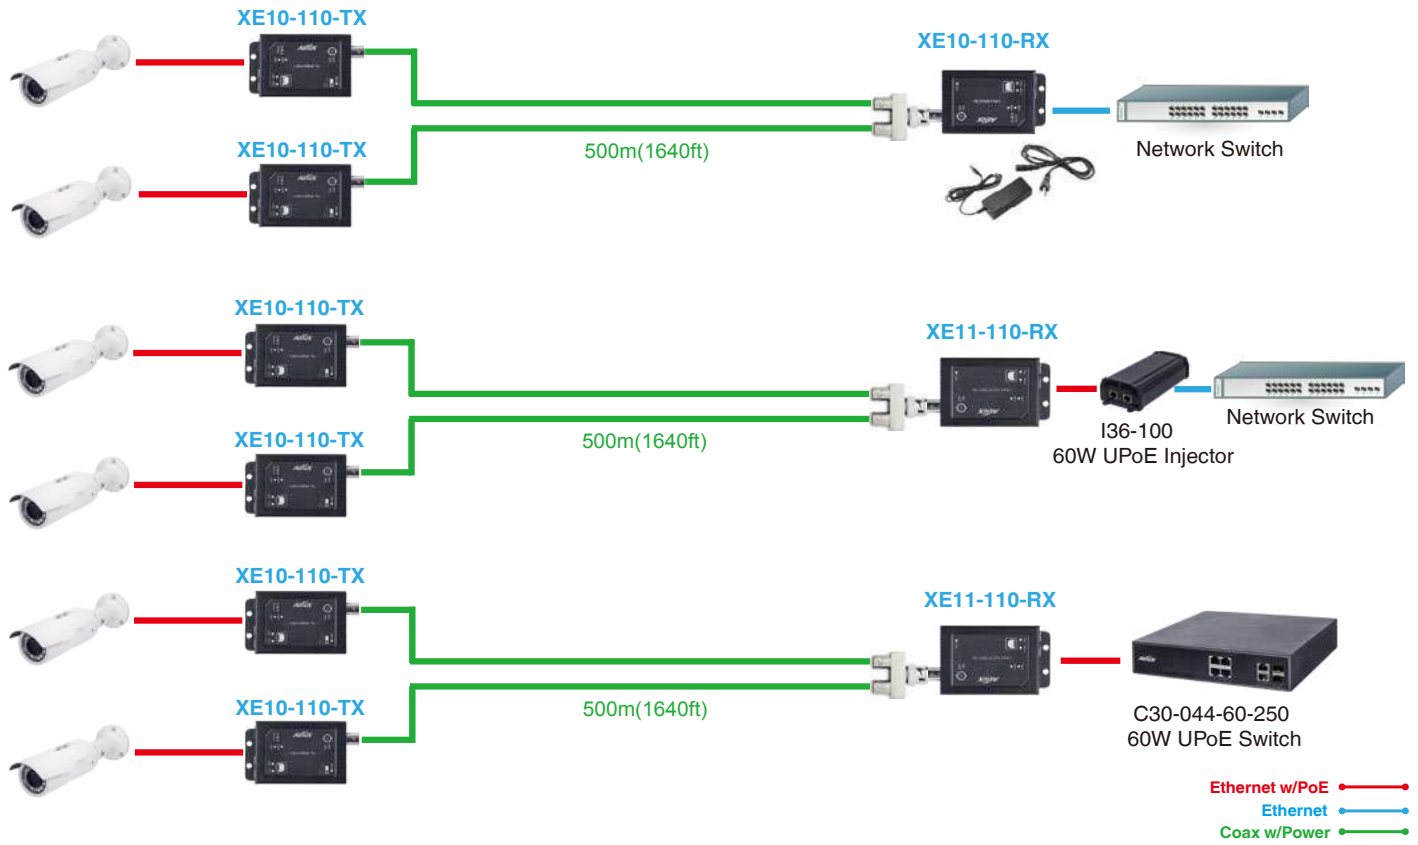 XE10-110-TX
XE10-110-RX
XE10-110-TX
500m(1640ft)
Network Switch
XE10-110-TX
XE11-110-RX
XE10-110-TX
500m(1640ft)
I36-100
60W UPoE Injector
Network Switch
XE10-110-TX
XE11-110-RX
XE10-110-TX
500m(1640ft)
C30-044-60-250
60W UPoE Switch
Ethernet w/PoE
Ethernet
Coax w/Power